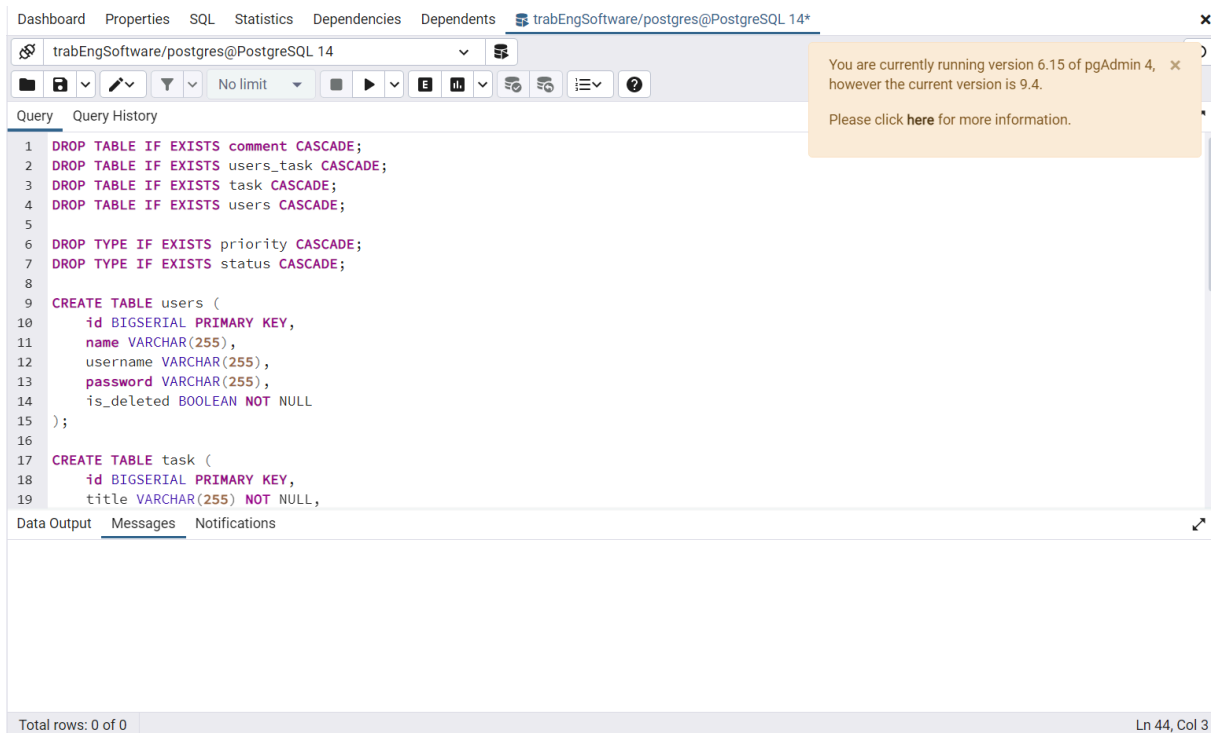 Dashboard Properties SQL Statistics Dependencies Dependents trabEngSoftware/postgres@PostgreSQL 14*
trabEngSoftware/postgres@PostgreSQL 14
No limit
You are currently running version 6.15 of pgAdmin 4,
however the current version is 9.4.
Please click here for more information.
Query Query History
1 DROP TABLE IF EXISTS comment CASCADE;
2 DROP TABLE IF EXISTS users_task CASCADE;
3 DROP TABLE IF EXISTS task CASCADE;
4 DROP TABLE IF EXISTS users CASCADE;
5
6 DROP TYPE IF EXISTS priority CASCADE;
7 DROP TYPE IF EXISTS status CASCADE;
8
9 CREATE TABLE users (
10 id BIGSERIAL PRIMARY KEY,
11 name VARCHAR(255),
12 username VARCHAR(255),
13 password VARCHAR(255),
14 is_deleted BOOLEAN NOT NULL
15 );
16
17 CREATE TABLE task (
18 id BIGSERIAL PRIMARY KEY,
19 title VARCHAR(255) NOT NULL,
Data Output Messages Notifications
Total rows: 0 of 0 Ln 44, Col 3